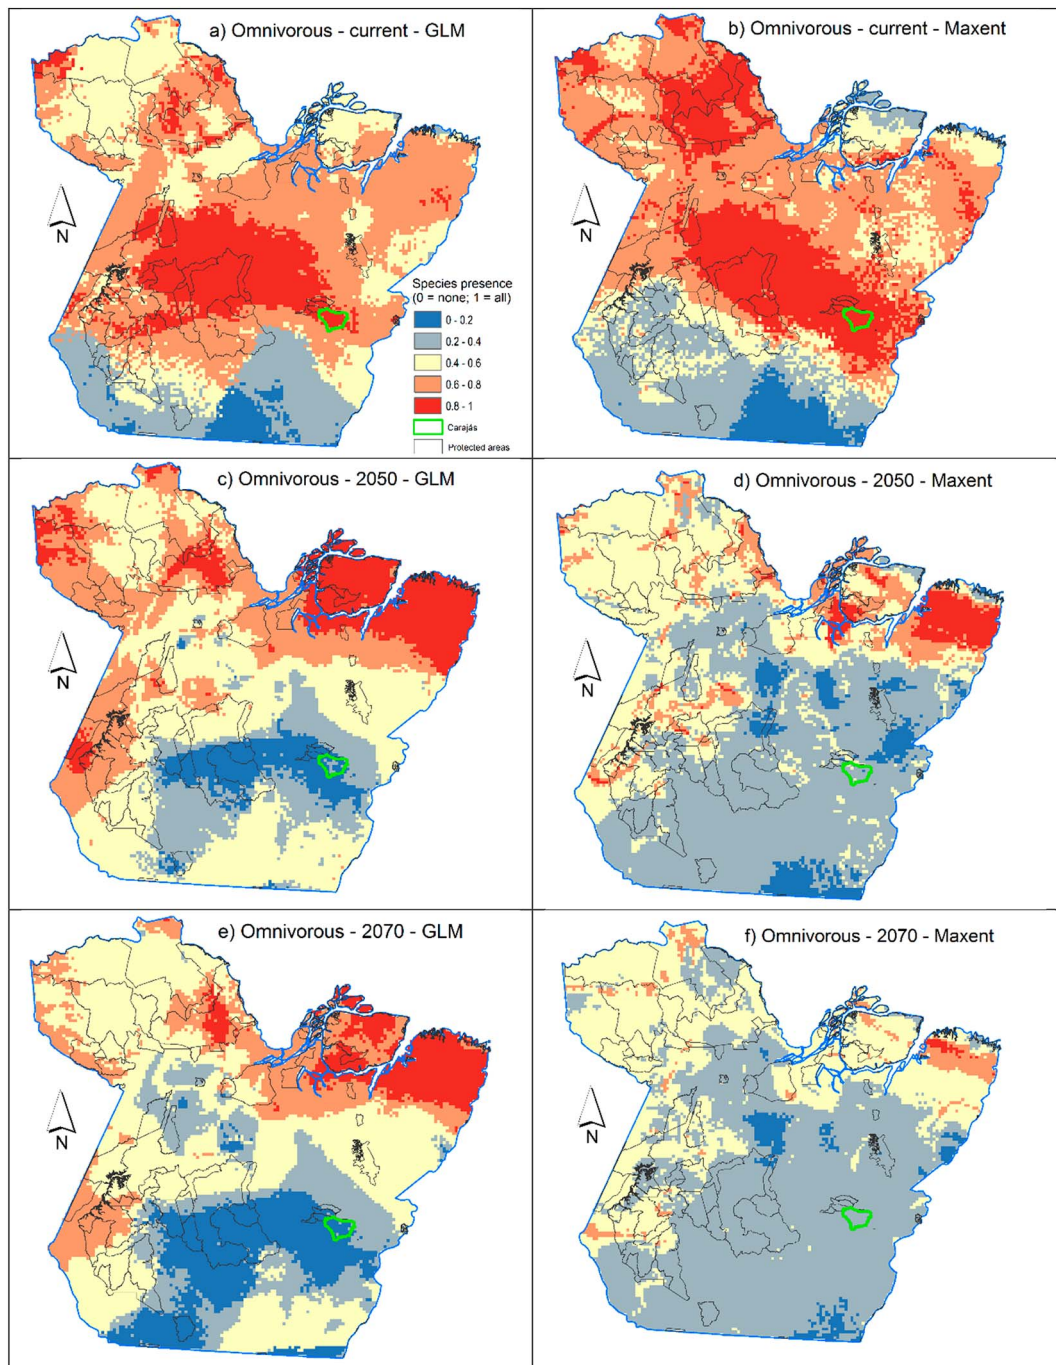 a) Omnivorous - current - GLM
b) Omnivorous - current - Maxent
N
N
Species presence
(0 = none; 1 = all)
0 - 0.2
0.2 - 0.4
0.4 - 0.6
0.6 - 0.8
0.8 - 1
Carajás
Protected areas
c) Omnivorous - 2050 - GLM
d) Omnivorous - 2050 - Maxent
N
N
e) Omnivorous - 2070 - GLM
f) Omnivorous - 2070 - Maxent
N
N